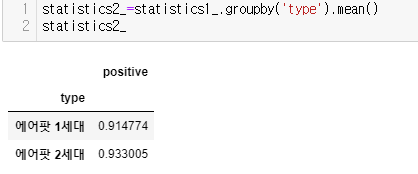 1 statistics2_=statistics1_.groupby('type').mean()
2 statistics2_
positive
type
에어팟 1세대 0.914774
에어팟 2세대 0.933005